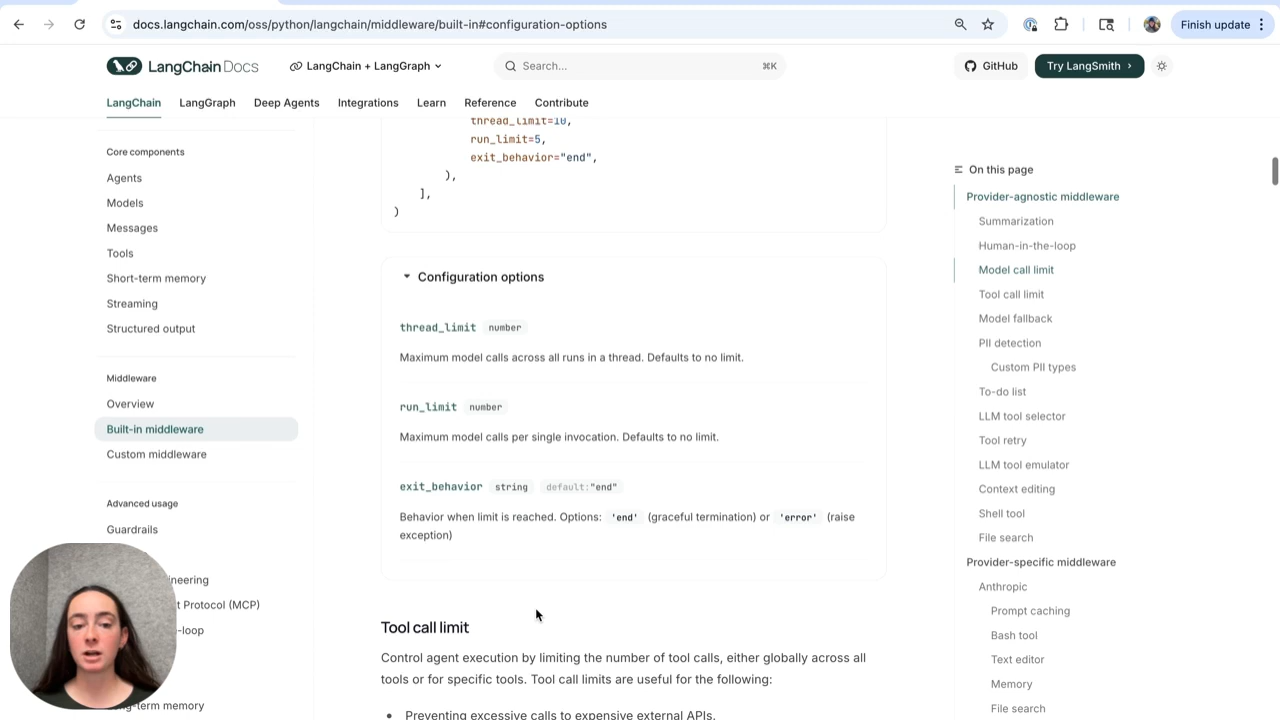 docs.langchain.com/oss/python/langchain/middleware/built-in#configuration-options
Finish update
LangChain Docs
LangChain + LangGraph
Search...
⌘K
GitHub
Try LangSmith
LangChain
LangGraph
Deep Agents
Integrations
Learn
Reference
Contribute
Core components
Agents
Models
Messages
Tools
Short-term memory
Streaming
Structured output
Middleware
Overview
Built-in middleware
Custom middleware
Advanced usage
Guardrails
neering
t Protocol (MCP)
-loop
g-term memory
thread_limit=10,
run_limit=5,
exit_behavior="end",
),
],
)
Configuration options
thread_limit number
Maximum model calls across all runs in a thread. Defaults to no limit.
run_limit number
Maximum model calls per single invocation. Defaults to no limit.
exit_behavior string default:"end"
Behavior when limit is reached. Options: 'end' (graceful termination) or 'error' (raise
exception)
Tool call limit
Control agent execution by limiting the number of tool calls, either globally across all
tools or for specific tools. Tool call limits are useful for the following:
• Preventing excessive calls to expensive external APIs.
On this page
Provider-agnostic middleware
Summarization
Human-in-the-loop
Model call limit
Tool call limit
Model fallback
PII detection
Custom PII types
To-do list
LLM tool selector
Tool retry
LLM tool emulator
Context editing
Shell tool
File search
Provider-specific middleware
Anthropic
Prompt caching
Bash tool
Text editor
Memory
File search